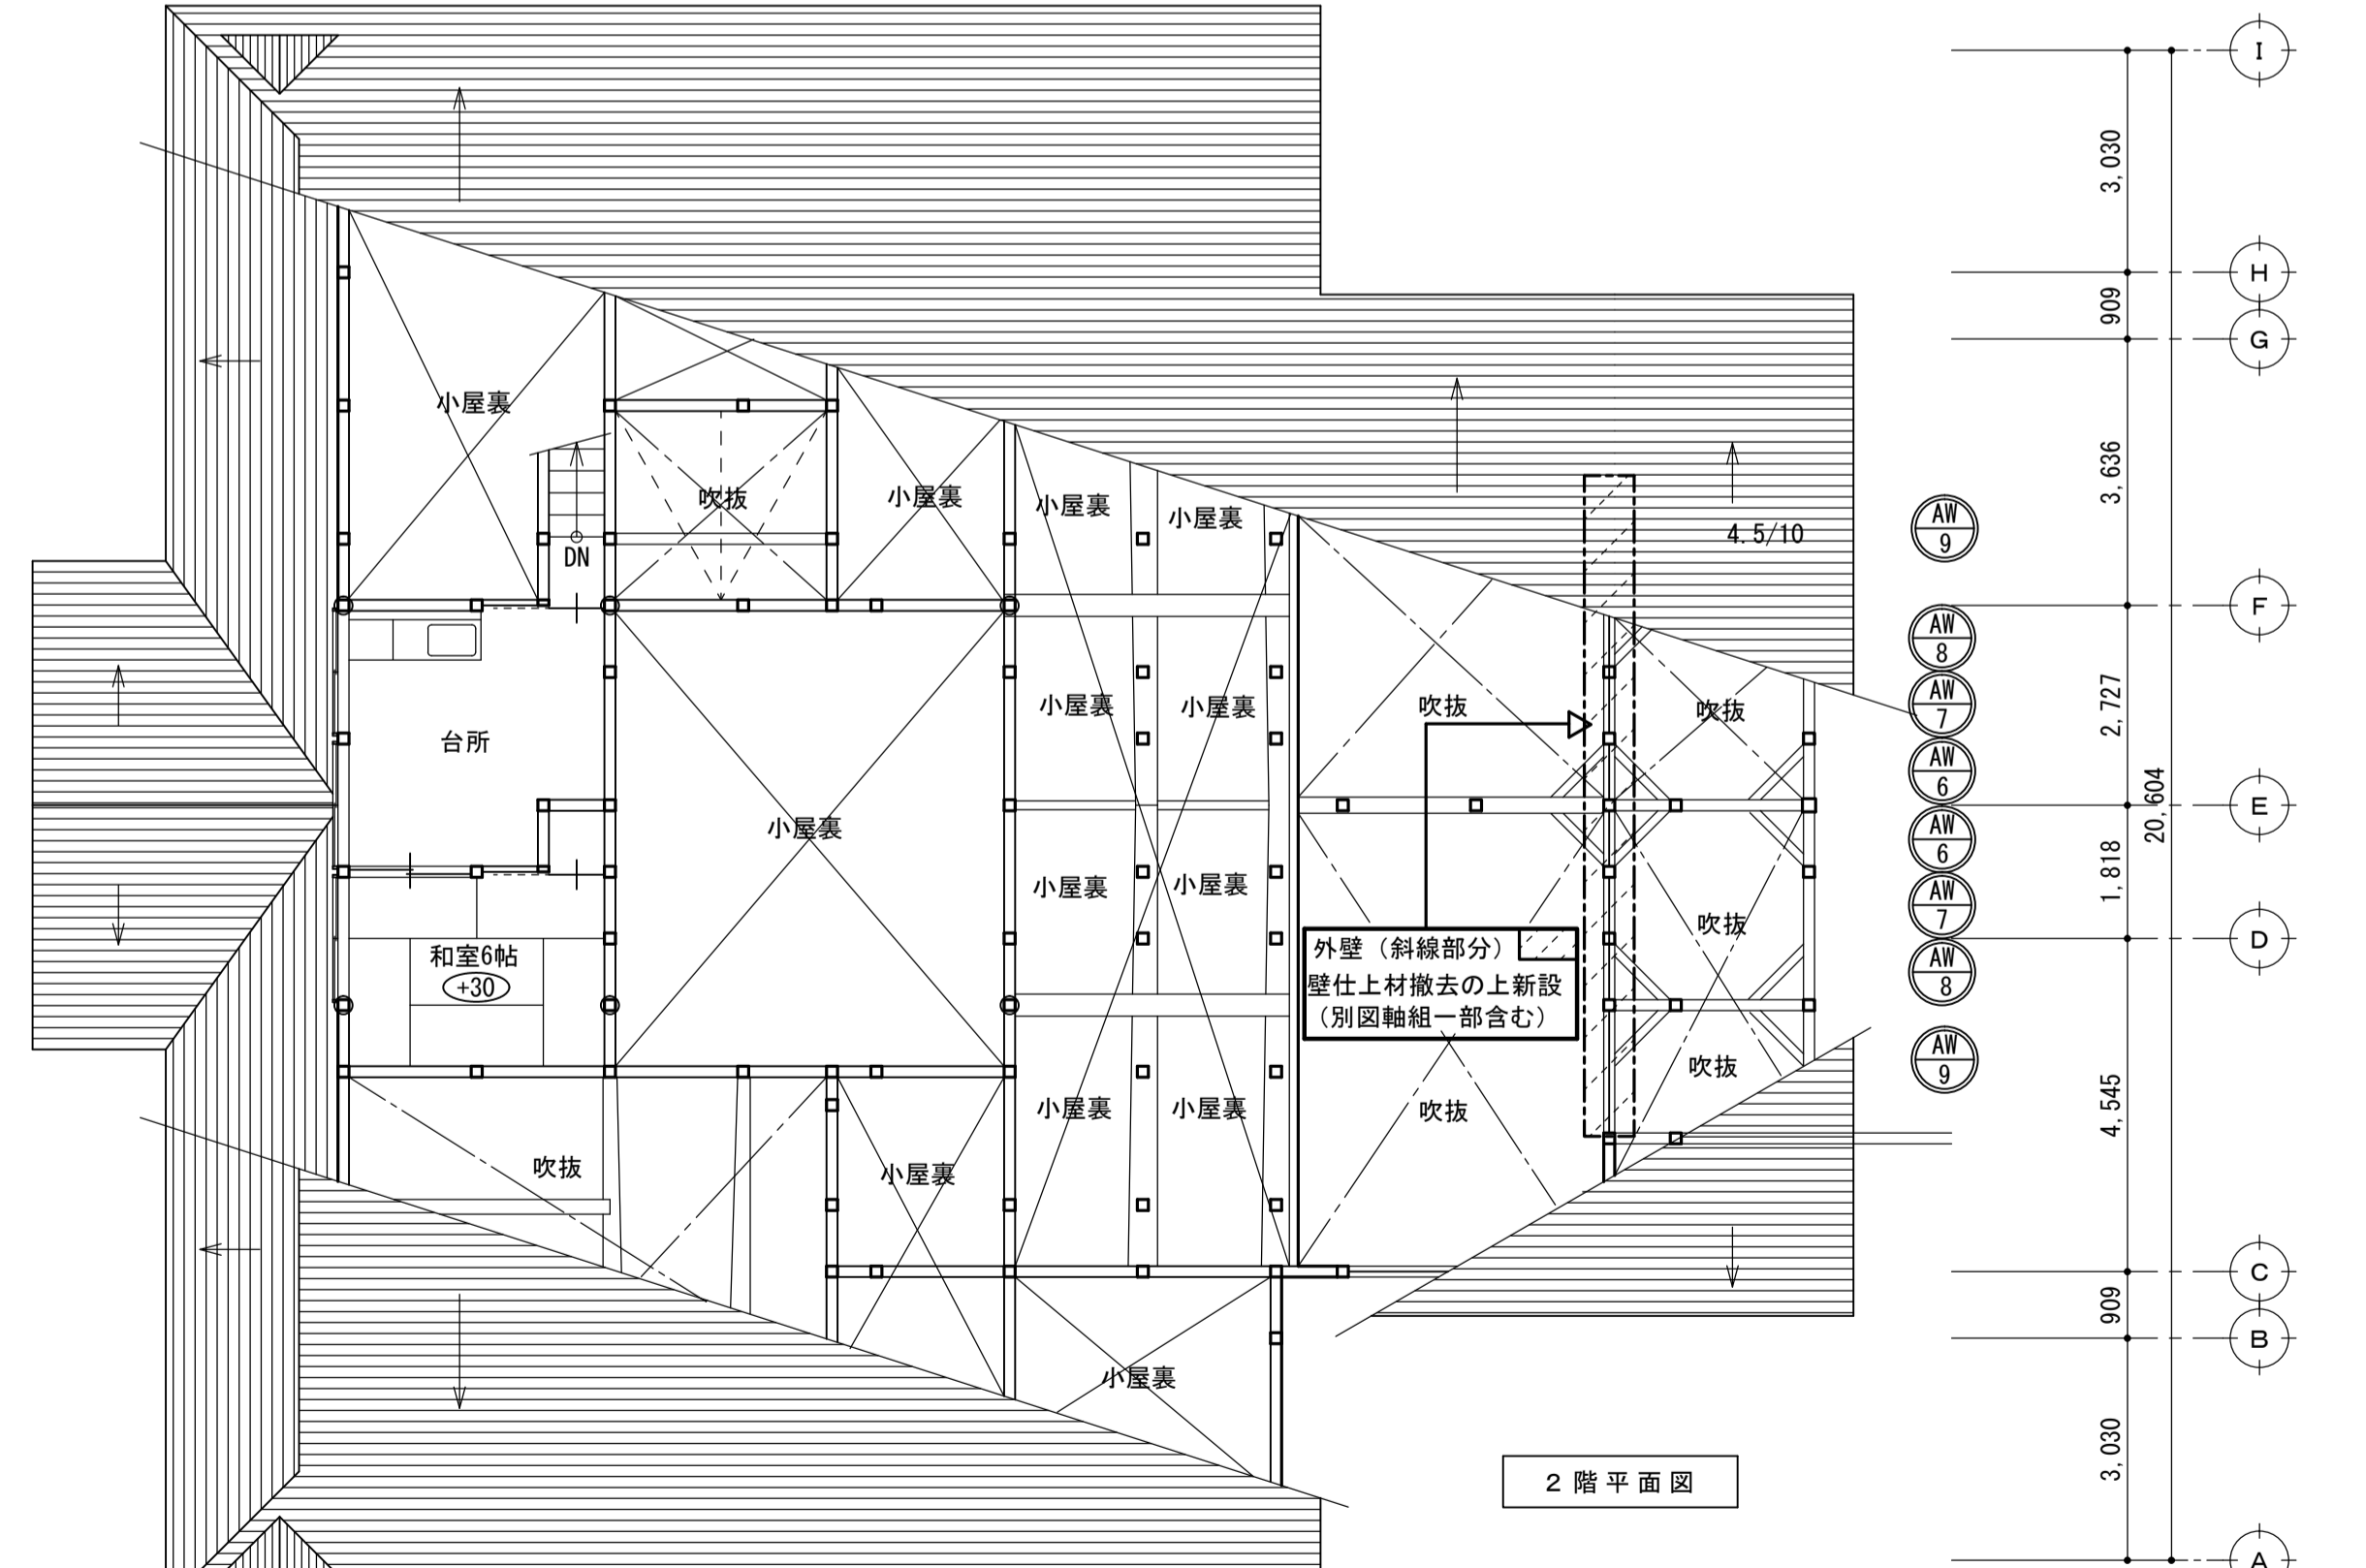 I
3,030
H
909
G
小屋裏
3,636
吹抜
小屋裏
小屋裏
小屋裏
4.5/10
AW
9
DN
F
AW
8
台所
小屋裏
小屋裏
吹抜
吹抜
AW
7
2,727
AW
6
小屋裏
E
20,604
AW
6
小屋裏
小屋裏
1,818
AW
7
吹抜
D
和室6帖
+30
外壁（斜線部分）
壁仕上材撤去の上新設
（別図軸組一部含む）
AW
8
AW
9
吹抜
小屋裏
小屋裏
吹抜
4,545
吹抜
小屋裏
C
909
B
小屋裏
3,030
2階平面図
A